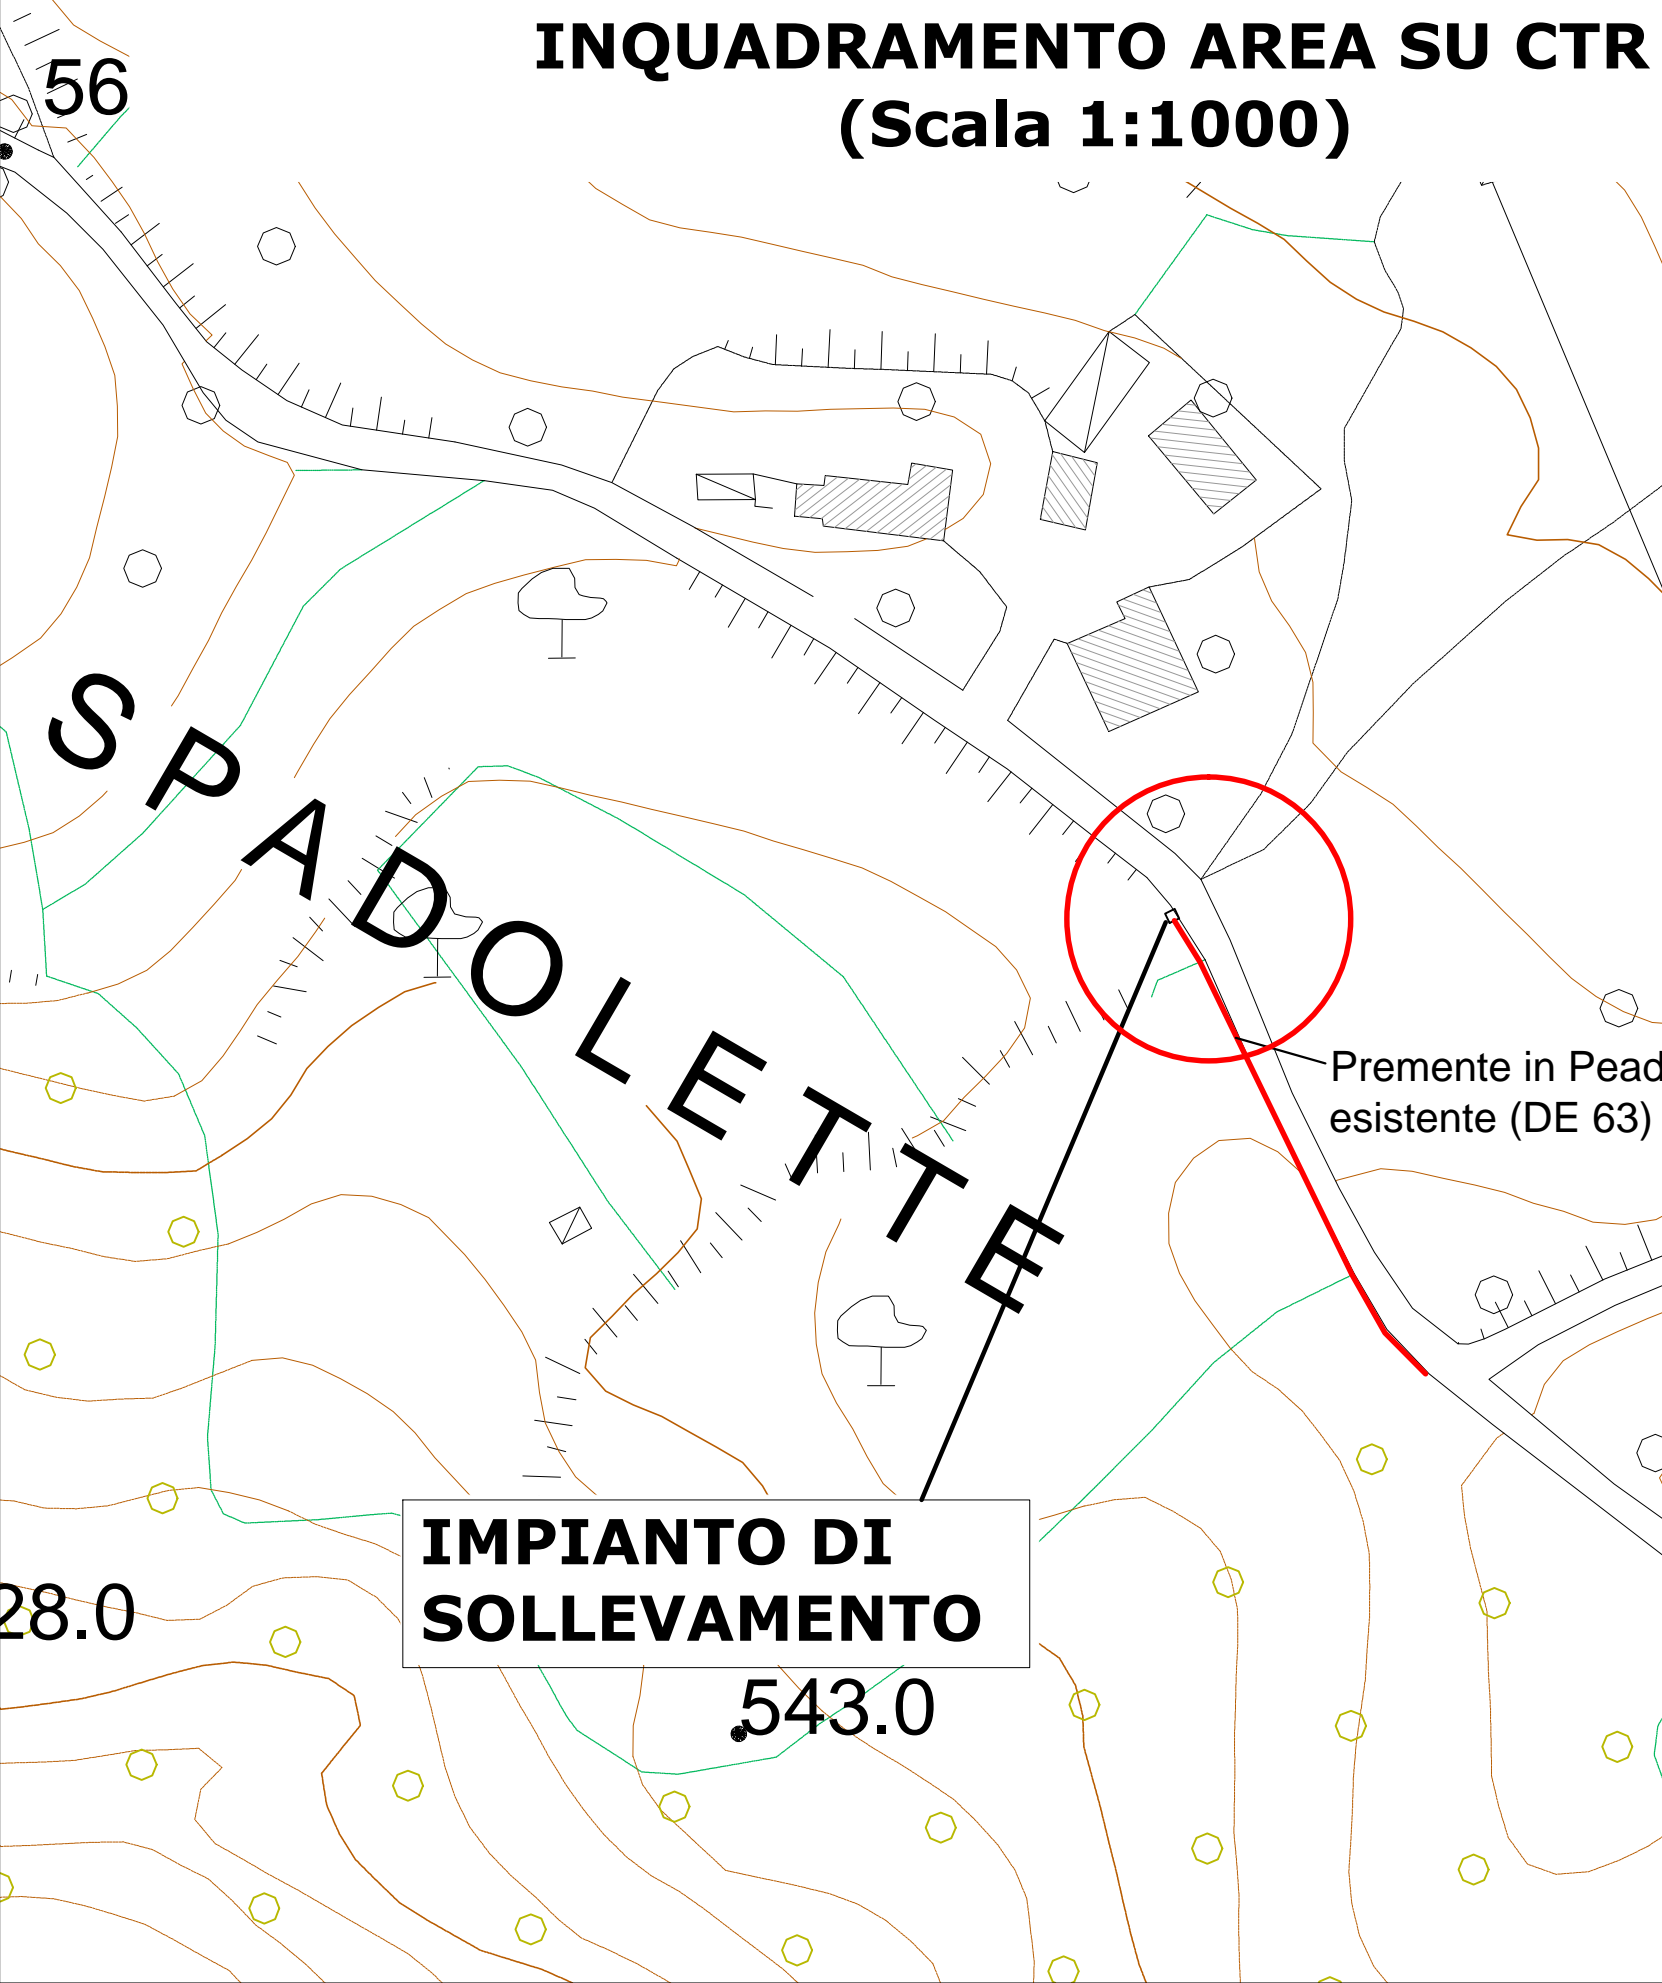 INQUADRAMENTO AREA SU CTR
(Scala 1:1000)
56
SPADOLETTE
Premente in Pead
esistente (DE 63)
IMPIANTO DI
SOLLEVAMENTO
28.0
543.0